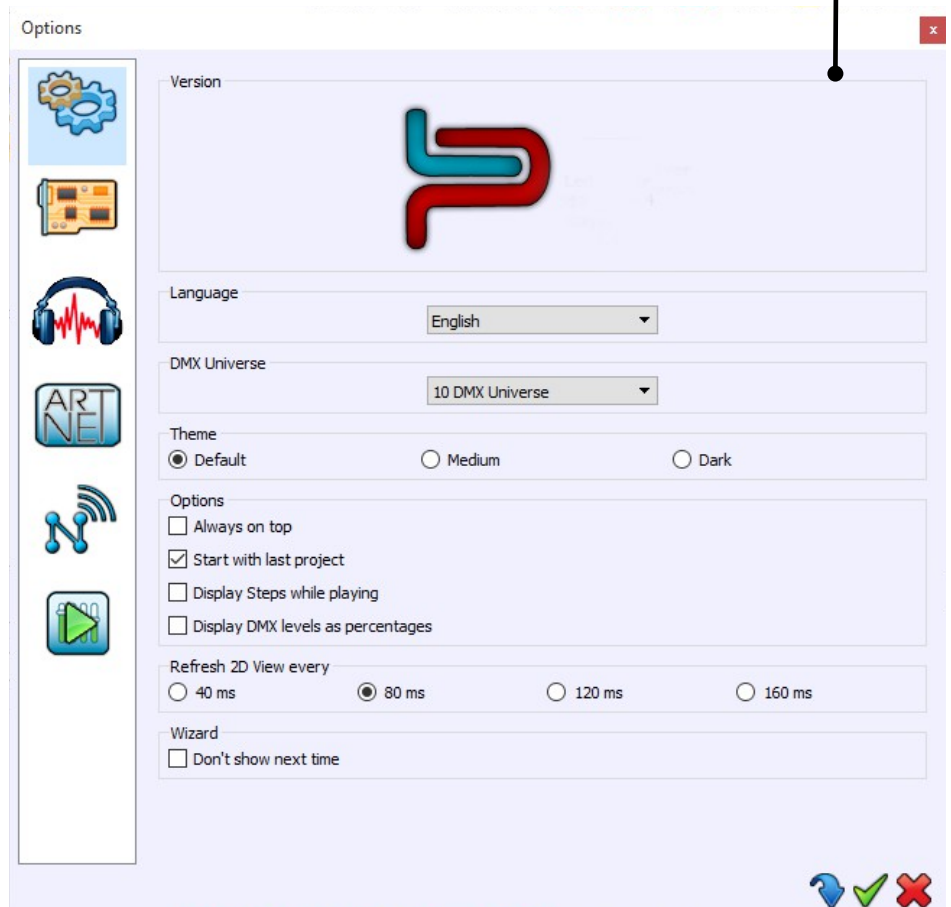 Options
x
Version
Language
English
DMX Universe
10 DMX Universe
Theme
Default Medium Dark
Options
Always on top
Start with last project
Display Steps while playing
Display DMX levels as percentages
Refresh 2D View every
40 ms 80 ms 120 ms 160 ms
Wizard
Don't show next time
ART
NET
N